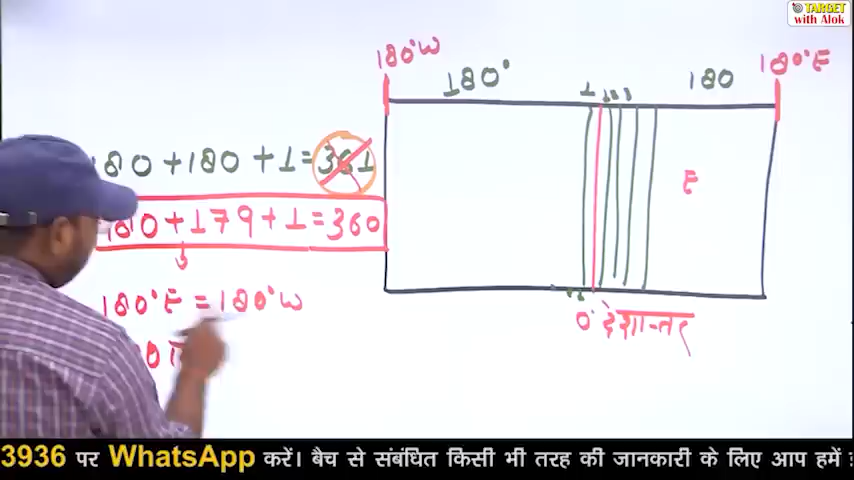 TARGET
with Alok
180°W
180°
1
180
180°E
180 + 180 + 1 = 361
180 + 179 + 1 = 360
E
180°E = 180°W
0° देशान्तर
3936 पर WhatsApp करें। बैच से संबंधित किसी भी तरह की जानकारी के लिए आप हमें